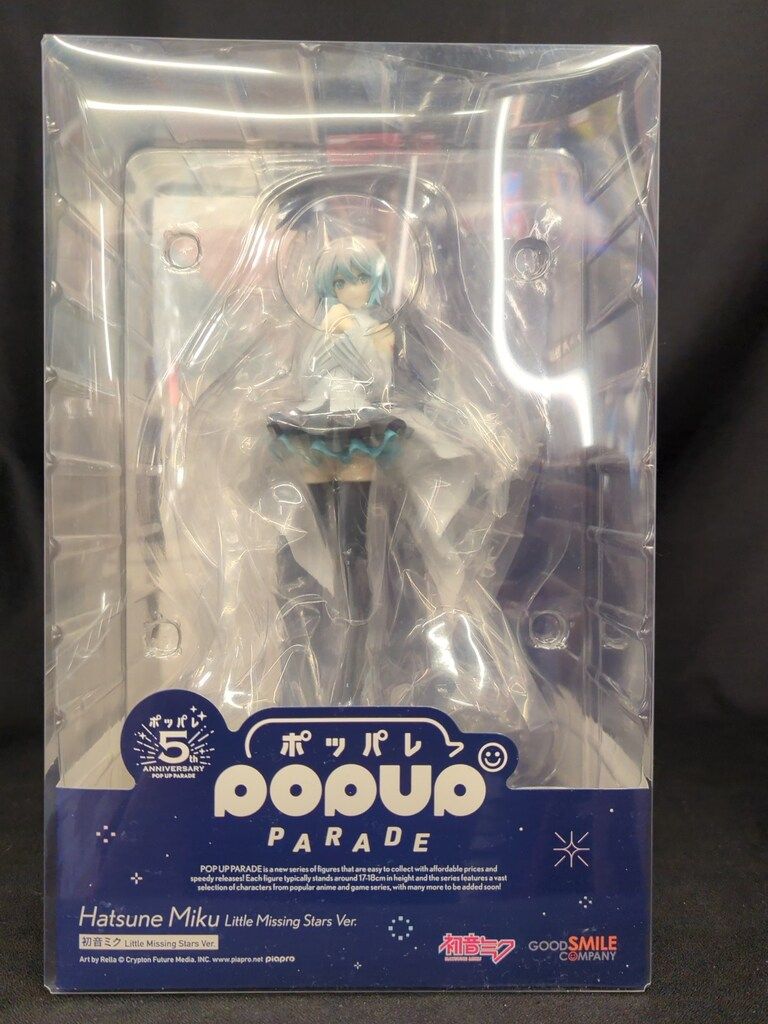 ポッパレ
5th
ANNIVERSARY
POP UP PARADE
ポッパレ
POPUP
PARADE
POP UP PARADE is a new series of figures that are easy to collect with affordable prices and
speedy releases! Each figure typically stands around 17-18cm in height and the series features a vast
selection of characters from popular anime and game series, with many more to be added soon!
Hatsune Miku Little Missing Stars Ver.
初音ミク Little Missing Stars Ver.
Art by Rella © Crypton Future Media, INC. www.piapro.net piapro
初音ミク
HATSUNE MIKU
GOOD SMILE
COMPANY